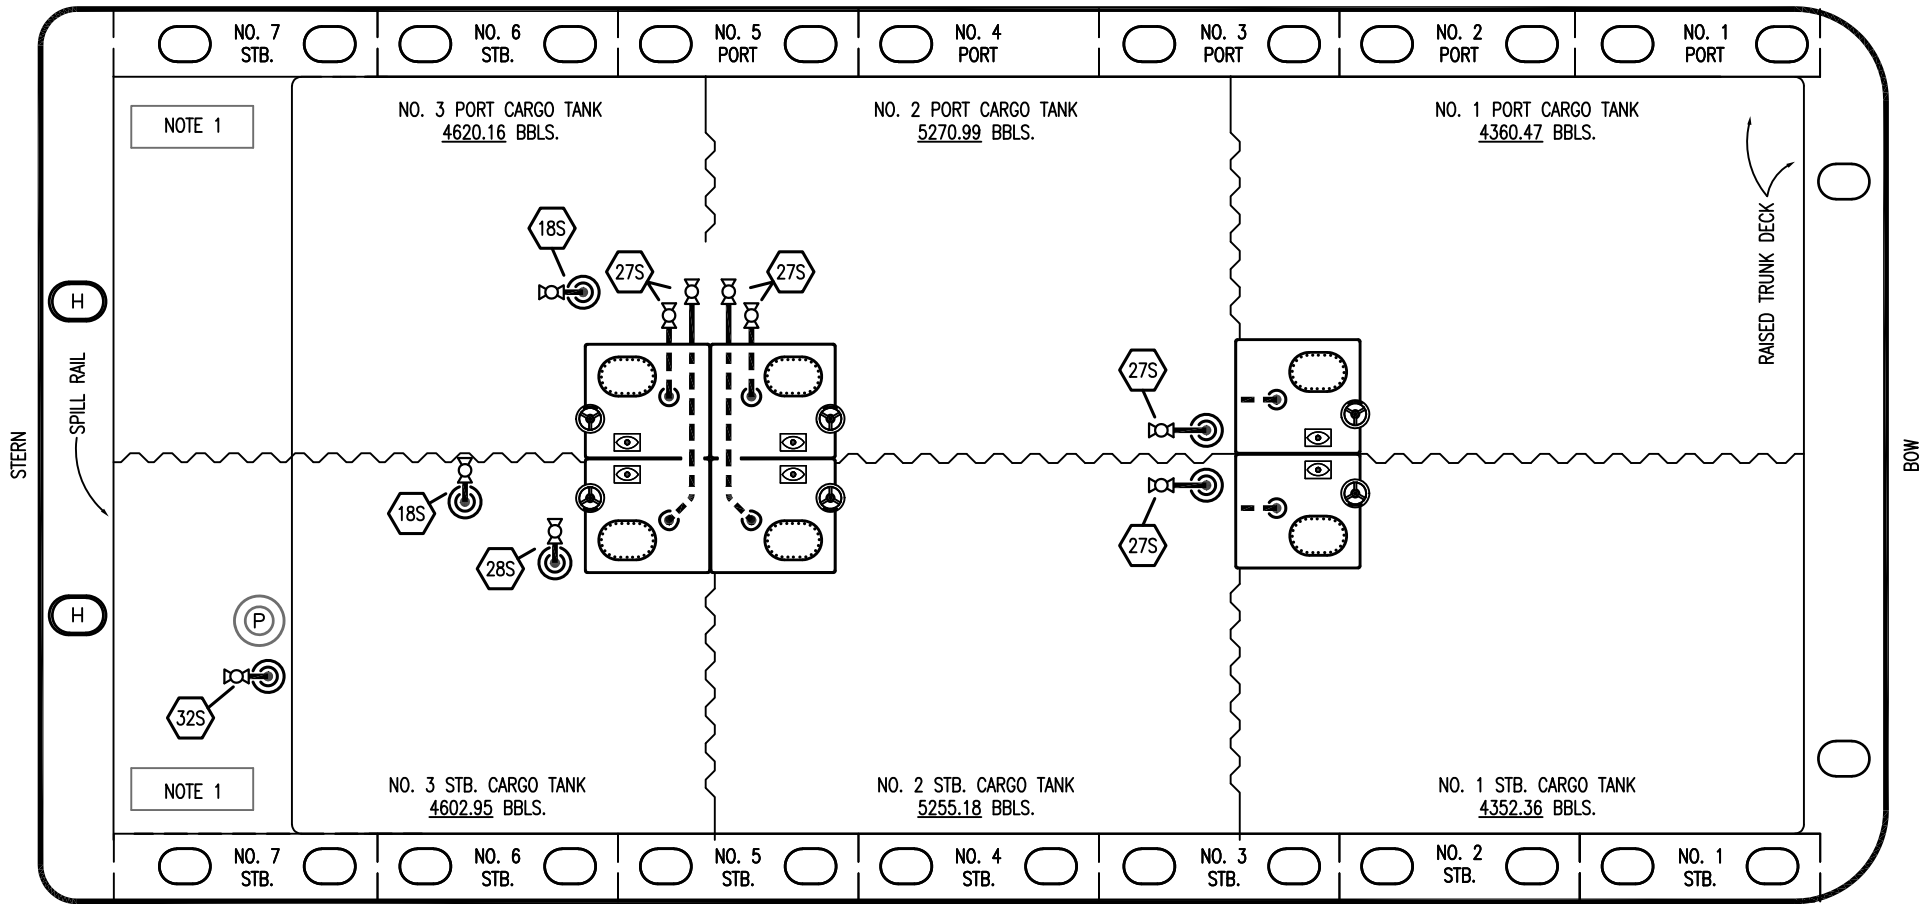 NO. 7
STB.
NO. 6
STB.
NO. 5
PORT
NO. 4
PORT
NO. 3
PORT
NO. 2
PORT
NO. 1
PORT
NOTE 1
NO. 3 PORT CARGO TANK
4620.16 BBLS.
NO. 2 PORT CARGO TANK
5270.99 BBLS.
NO. 1 PORT CARGO TANK
4360.47 BBLS.
RAISED TRUNK DECK
18S
27S
27S
H
SPILL RAIL
STERN
27S
BOW
18S
28S
27S
H
P
32S
NOTE 1
NO. 3 STB. CARGO TANK
4602.95 BBLS.
NO. 2 STB. CARGO TANK
5255.18 BBLS.
NO. 1 STB. CARGO TANK
4352.36 BBLS.
NO. 7
STB.
NO. 6
STB.
NO. 5
STB.
NO. 4
STB.
NO. 3
STB.
NO. 2
STB.
NO. 1
STB.